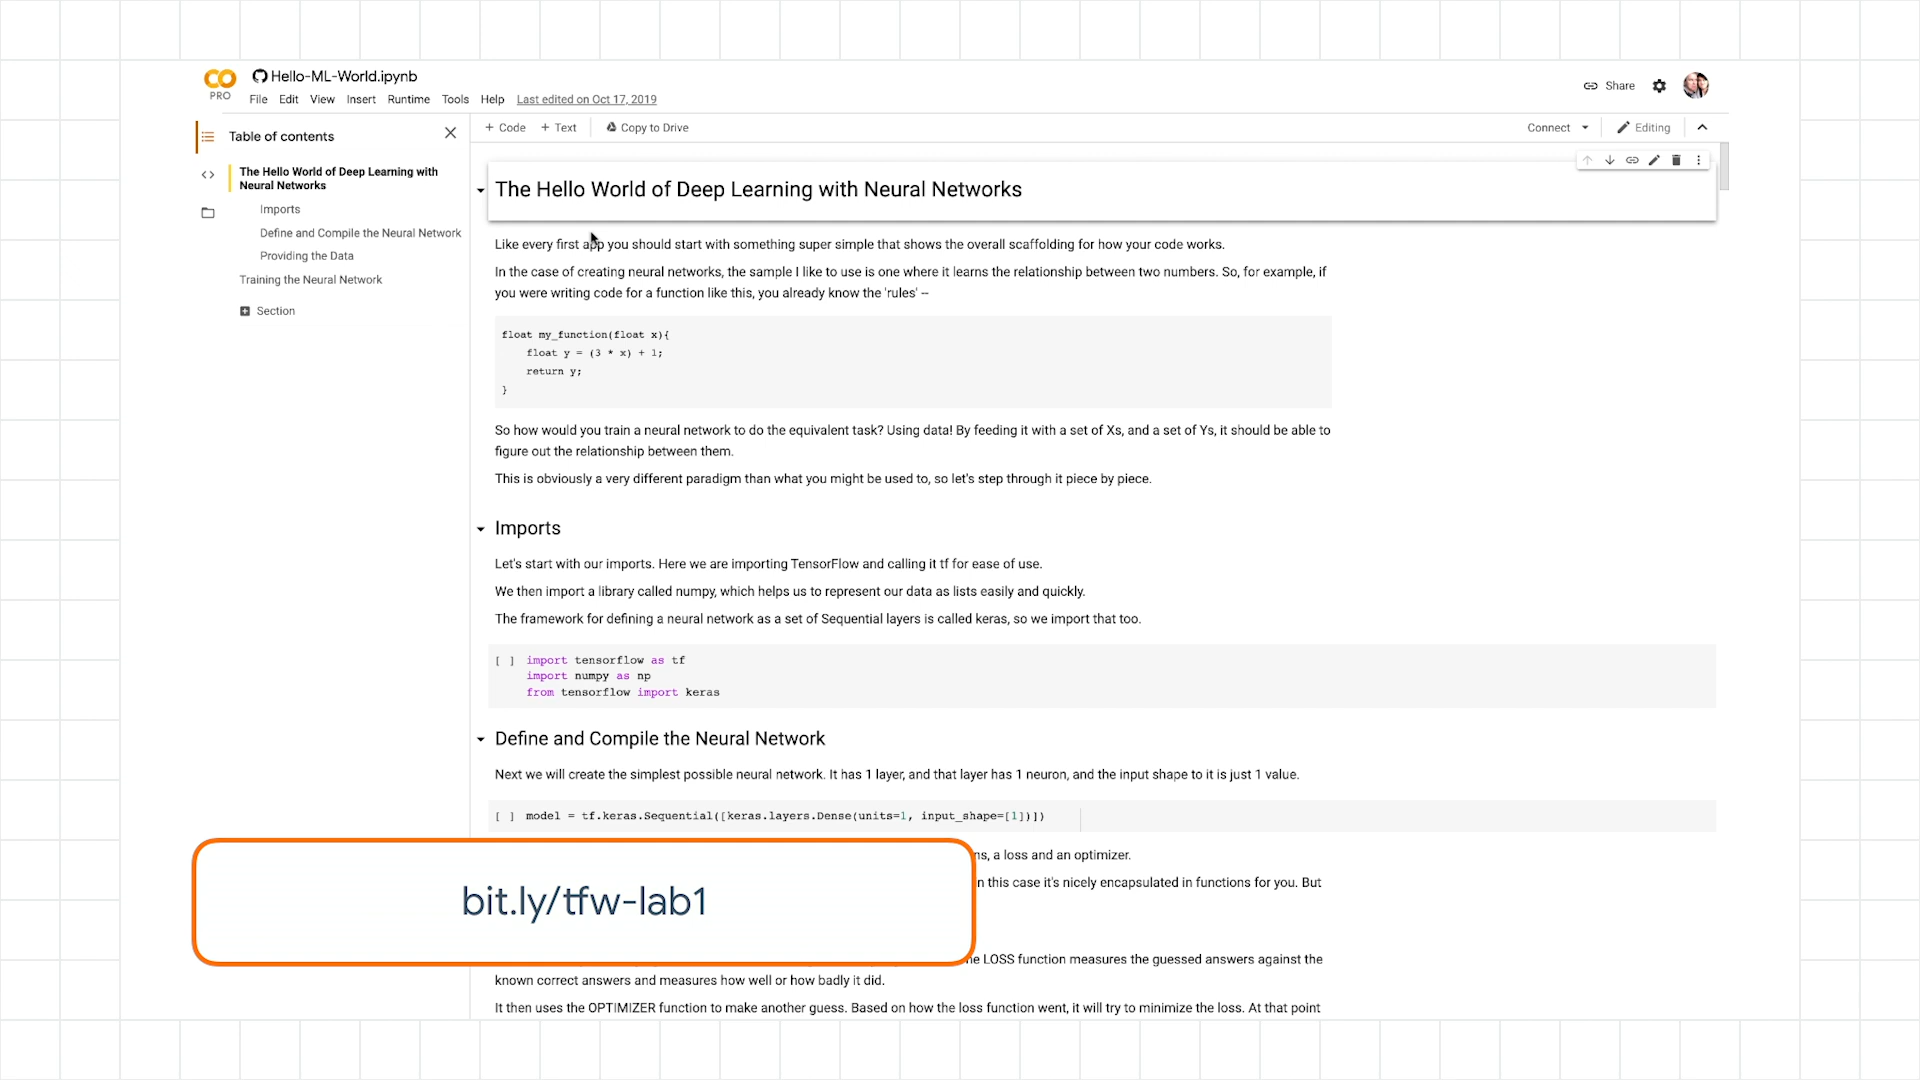 CO
PRO
Hello-ML-World.ipynb
File Edit View Insert Runtime Tools Help Last edited on Oct 17, 2019
Share
Table of contents
The Hello World of Deep Learning with
Neural Networks
Imports
Define and Compile the Neural Network
Providing the Data
Training the Neural Network
Section
+ Code + Text Copy to Drive
Connect Editing
The Hello World of Deep Learning with Neural Networks
Like every first app you should start with something super simple that shows the overall scaffolding for how your code works.
In the case of creating neural networks, the sample I like to use is one where it learns the relationship between two numbers. So, for example, if
you were writing code for a function like this, you already know the 'rules' --
float my_function(float x){
float y = (3 * x) + 1;
return y;
}
So how would you train a neural network to do the equivalent task? Using data! By feeding it with a set of Xs, and a set of Ys, it should be able to
figure out the relationship between them.
This is obviously a very different paradigm than what you might be used to, so let's step through it piece by piece.
Imports
Let's start with our imports. Here we are importing TensorFlow and calling it tf for ease of use.
We then import a library called numpy, which helps us to represent our data as lists easily and quickly.
The framework for defining a neural network as a set of Sequential layers is called keras, so we import that too.
[ ] import tensorflow as tf
import numpy as np
from tensorflow import keras
Define and Compile the Neural Network
Next we will create the simplest possible neural network. It has 1 layer, and that layer has 1 neuron, and the input shape to it is just 1 value.
[ ] model = tf.keras.Sequential([keras.layers.Dense(units=1, input_shape=[1])])
a loss and an optimizer.
n this case it's nicely encapsulated in functions for you. But
bit.ly/tfw-lab1
LOSS function measures the guessed answers against the
known correct answers and measures how well or how badly it did.
It then uses the OPTIMIZER function to make another guess. Based on how the loss function went, it will try to minimize the loss. At that point